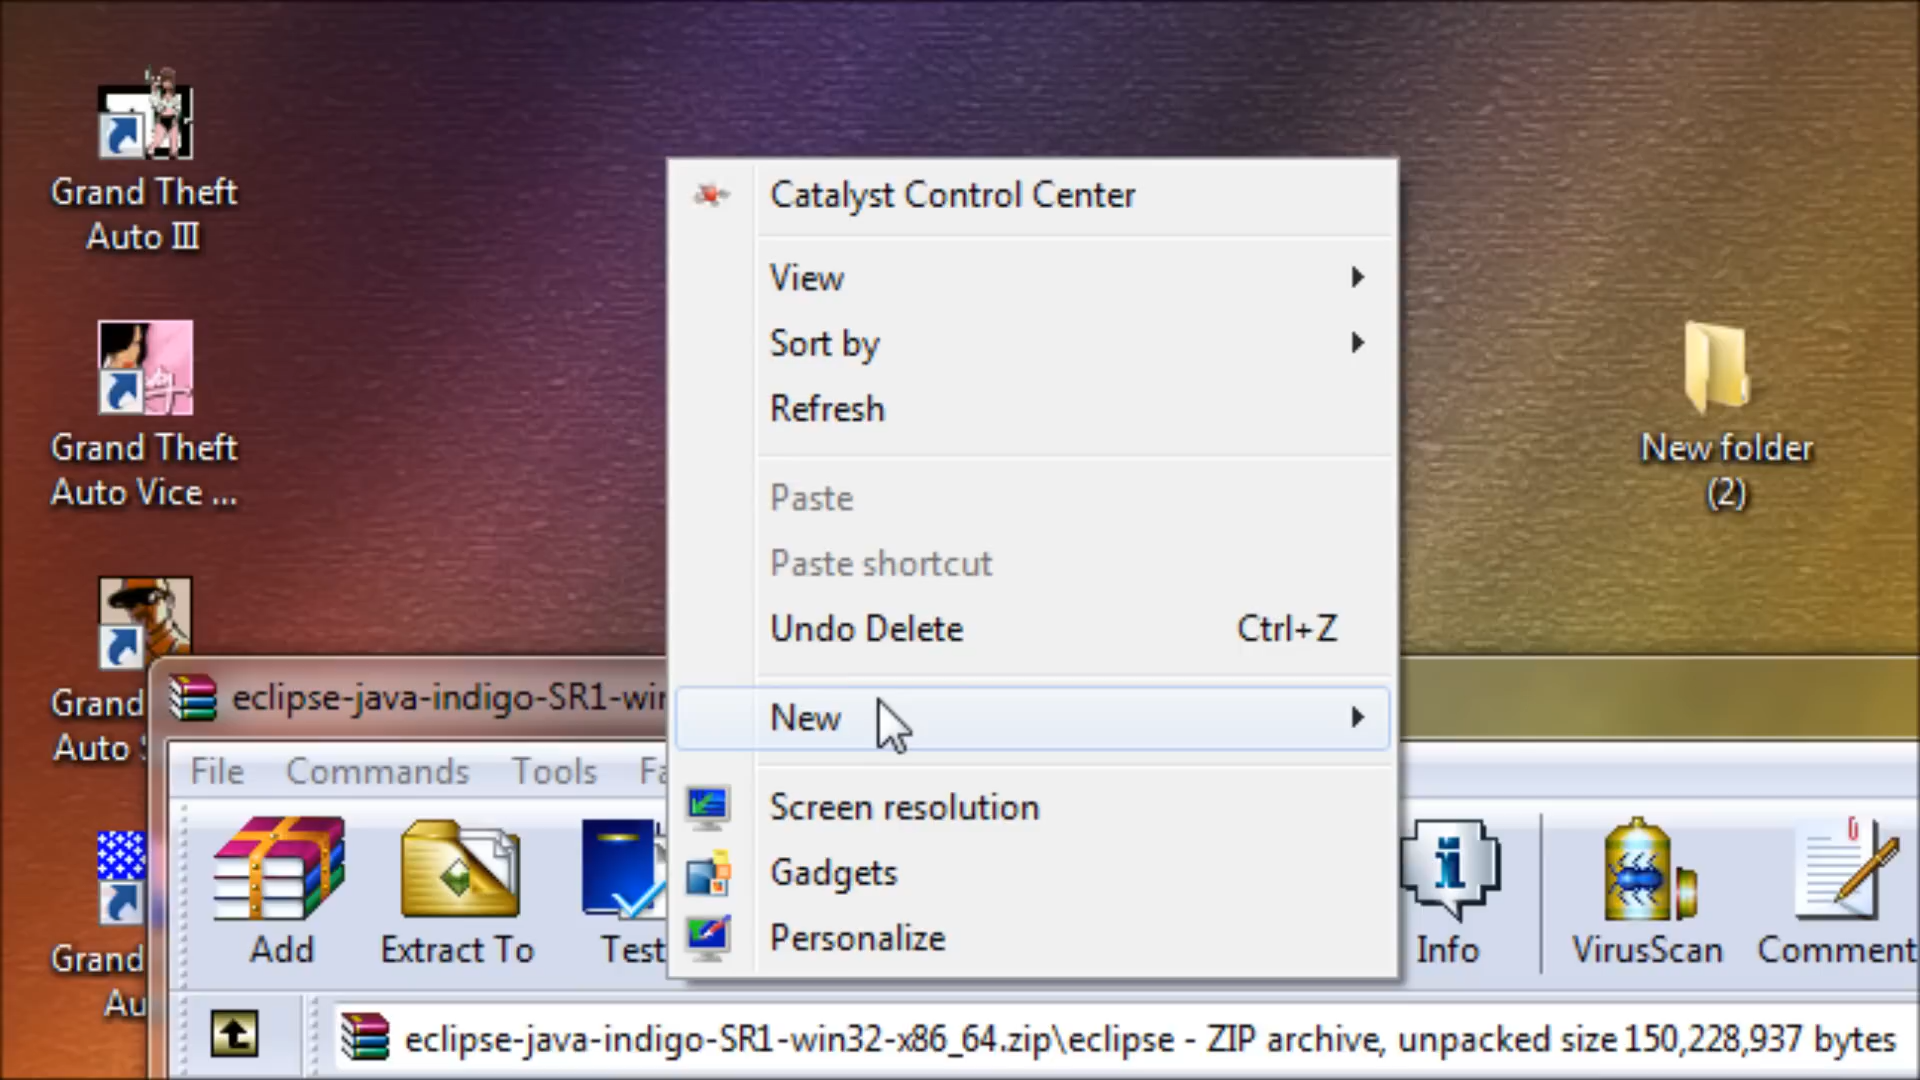 Grand Theft
Auto III
Grand Theft
Auto Vice ...
Grand
Auto
Grand
Au
New folder
(2)
Catalyst Control Center
View
Sort by
Refresh
Paste
Paste shortcut
Undo Delete Ctrl+Z
New
Screen resolution
Gadgets
Personalize
eclipse-java-indigo-SR1-win
File Commands Tools Fa
Add Extract To Test Info VirusScan Comment
eclipse-java-indigo-SR1-win32-x86_64.zip\eclipse - ZIP archive, unpacked size 150,228,937 bytes